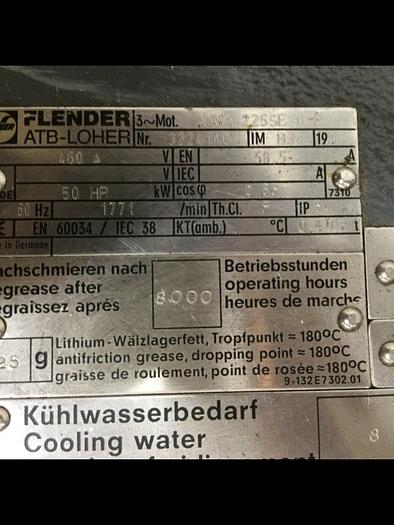 FLENDER 3~Mot.
ATB-LOHER Nr. IM 19
460 V EN A
V IEC A
50 HP kW cos φ 7310
60 Hz 1771 /min Th.Cl. IP
EN 60034 / IEC 38 KT(amb.) °C t
in Germany
achschmieren nach Betriebsstunden
egrease after 8000 operating hours
egraissez aprés heures de marche
25 g Lithium-Wälzlagerfett, Tropfpunkt ≈ 180°C
antifriction grease, dropping point ≈ 180°C
graisse de roulement, point de rosée ≈180°C
9-132E7302.01
Kühlwasserbedarf 8
Cooling water